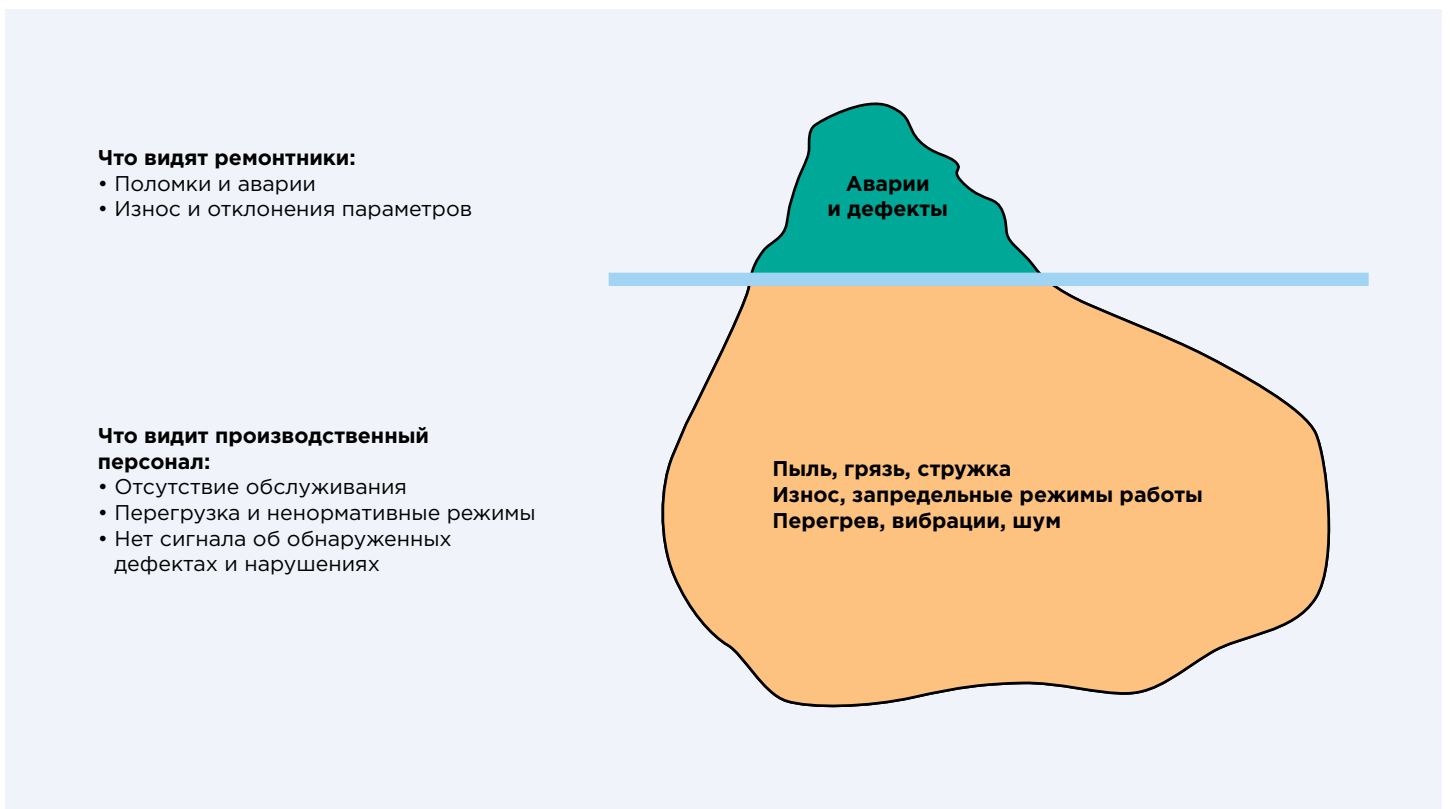 Что видят ремонтники:
• Поломки и аварии
• Износ и отклонения параметров
Аварии
и дефекты
Что видит производственный
персонал:
• Отсутствие обслуживания
• Перегрузка и ненормативные режимы
• Нет сигнала об обнаруженных
дефектах и нарушениях
Пыль, грязь, стружка
Износ, запредельные режимы работы
Перегрев, вибрации, шум